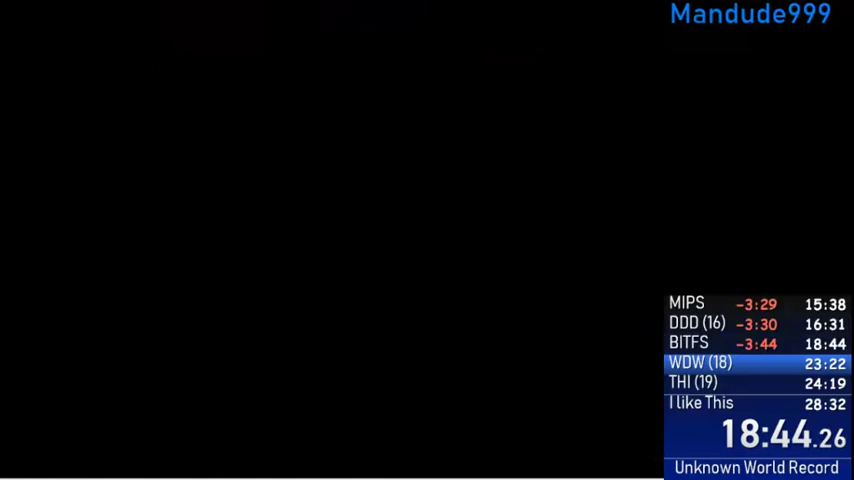 Mandude999
MIPS -3:29 15:38
DDD (16) -3:30 16:31
BITFS -3:44 18:44
WDW (18) 23:22
THI (19) 24:19
I like This 28:32
18:44.26
Unknown World Record